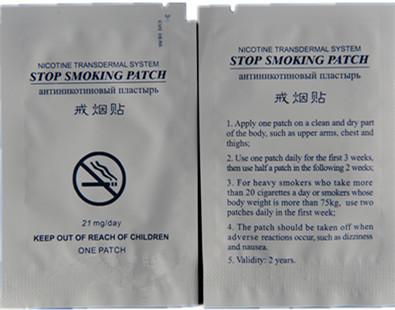 NICOTINE TRANSDERMAL SYSTEM
STOP SMOKING PATCH
антиникотиновый пластырь
戒烟贴
21 mg/day
KEEP OUT OF REACH OF CHILDREN
ONE PATCH
NICOTINE TRANSDERMAL SYSTEM
STOP SMOKING PATCH
антиникотиновый пластырь
戒烟贴
1. Apply one patch on a clean and dry part
of the body, such as upper arms, chest and
thighs;
2. Use one patch daily for the first 3 weeks,
then use half a patch in the following 2 weeks;
3. For heavy smokers who take more
than 20 cigarettes a day or smokers whose
body weight is more than 75kg, use two
patches daily in the first week;
4. The patch should be taken off when
adverse reactions occur, such as dizziness
and nausea.
5. Validity: 2 years.